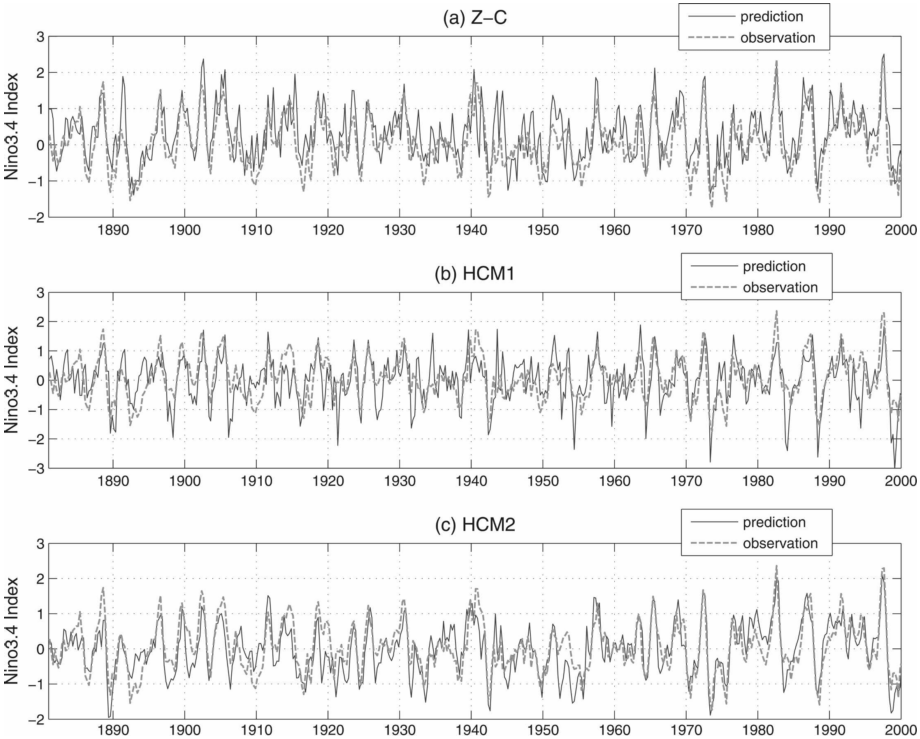 (a) Z−C
prediction
observation
Nino3.4 Index
3
2
1
0
−1
−2
1890 1900 1910 1920 1930 1940 1950 1960 1970 1980 1990 2000
(b) HCM1
prediction
observation
Nino3.4 Index
3
2
1
0
−1
−2
−3
1890 1900 1910 1920 1930 1940 1950 1960 1970 1980 1990 2000
(c) HCM2
prediction
observation
Nino3.4 Index
3
2
1
0
−1
−2
1890 1900 1910 1920 1930 1940 1950 1960 1970 1980 1990 2000